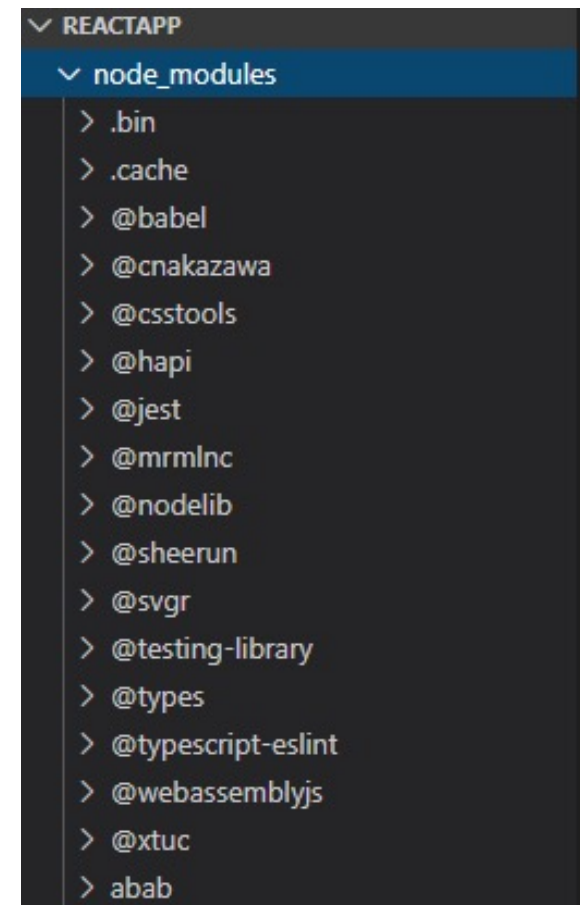 REACTAPP
node_modules
.bin
.cache
@babel
@cnakazawa
@csstools
@hapi
@jest
@mrmlnc
@nodelib
@sheerun
@svgr
@testing-library
@types
@typescript-eslint
@webassemblyjs
@xtuc
abab